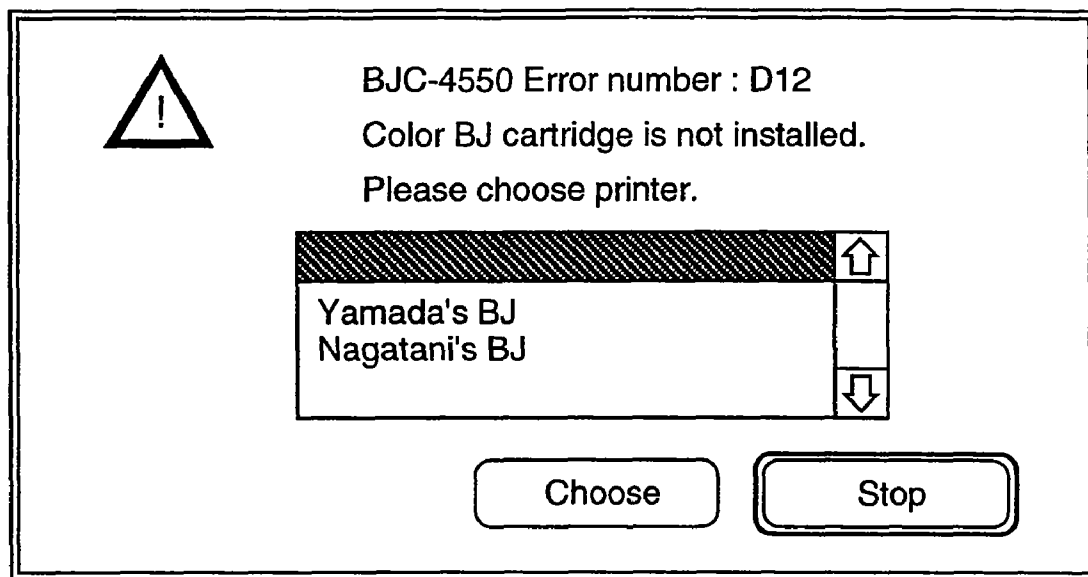 !
BJC-4550 Error number : D12
Color BJ cartridge is not installed.
Please choose printer.
Yamada's BJ
Nagatani's BJ
Choose
Stop